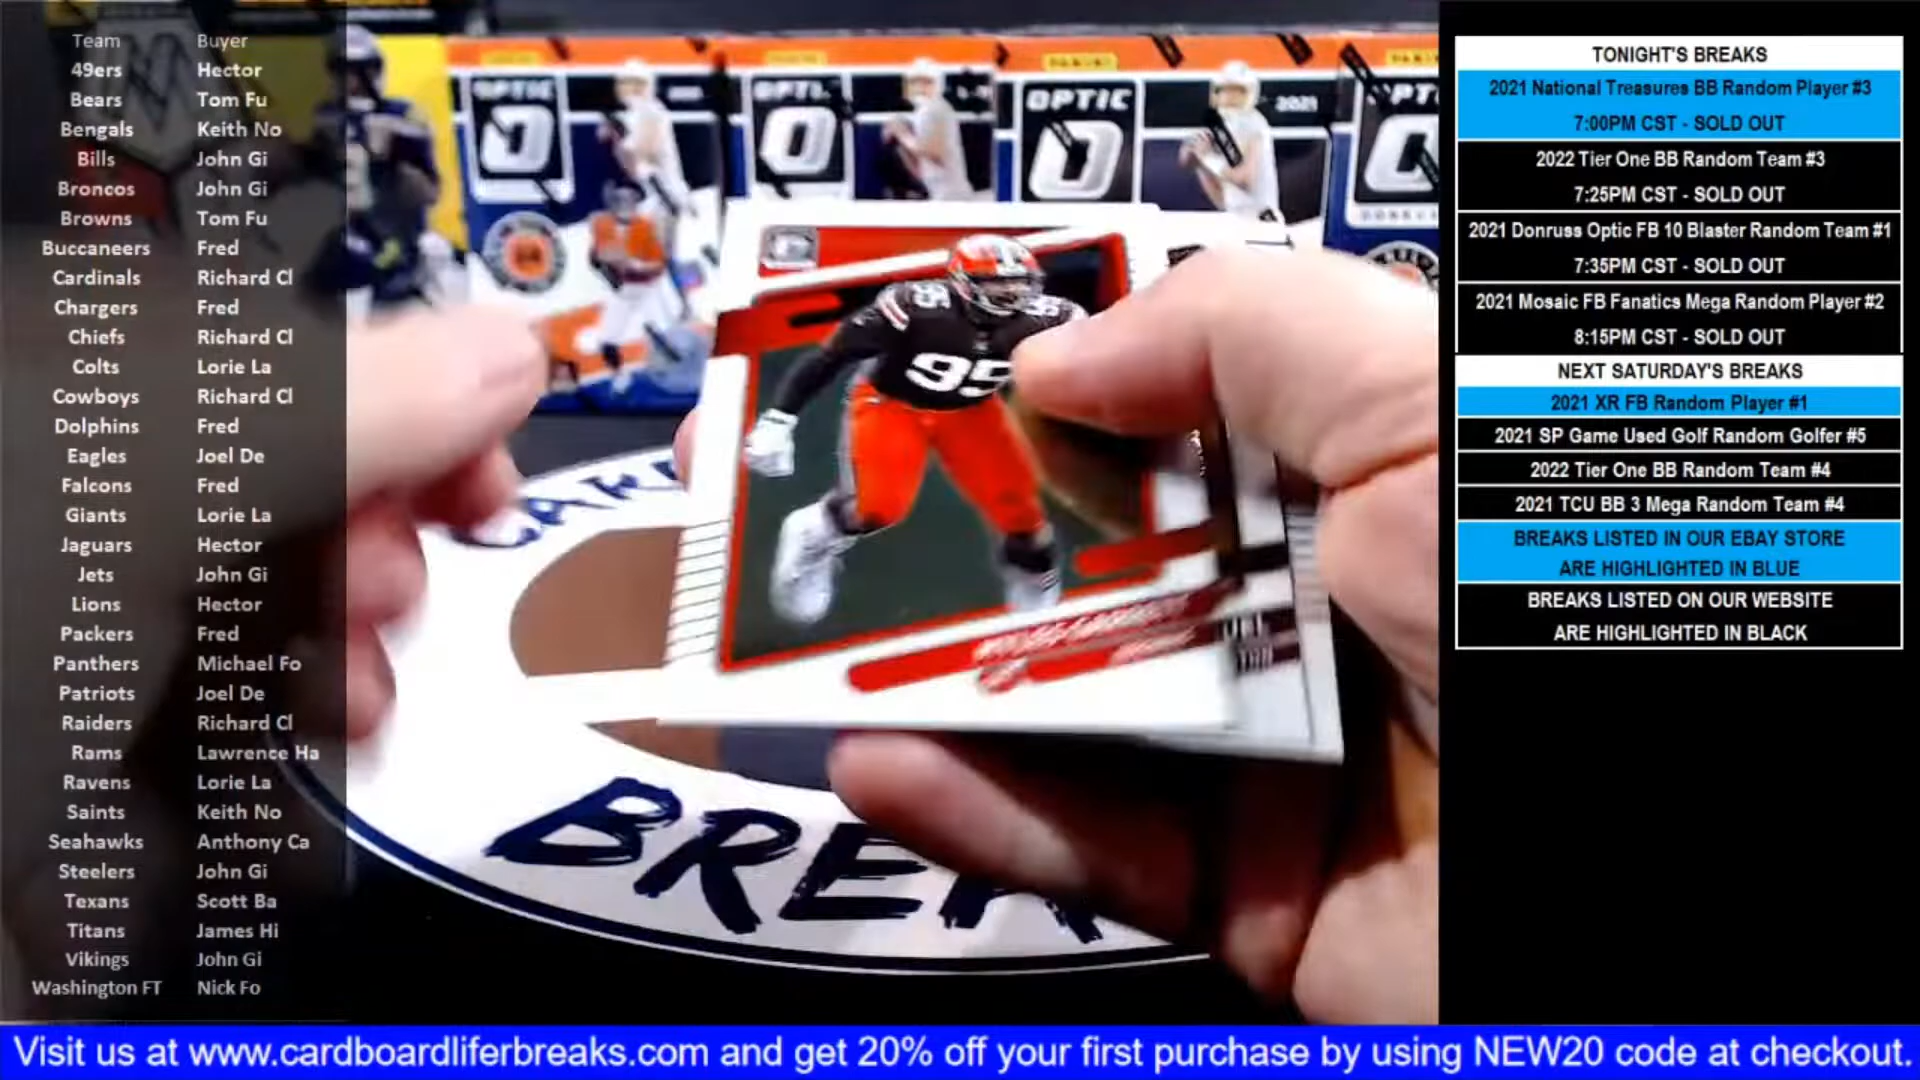 Team Buyer
49ers Hector
Bears Tom Fu
Bengals Keith No
Bills John Gi
Broncos John Gi
Browns Tom Fu
Buccaneers Fred
Cardinals Richard Cl
Chargers Fred
Chiefs Richard Cl
Colts Lorie La
Cowboys Richard Cl
Dolphins Fred
Eagles Joel De
Falcons Fred
Giants Lorie La
Jaguars Hector
Jets John Gi
Lions Hector
Packers Fred
Panthers Michael Fo
Patriots Joel De
Raiders Richard Cl
Rams Lawrence Ha
Ravens Lorie La
Saints Keith No
Seahawks Anthony Ca
Steelers John Gi
Texans Scott Ba
Titans James Hi
Vikings John Gi
Washington FT Nick Fo
PANINI
OPTIC
2021
95
BREA
TONIGHT'S BREAKS
2021 National Treasures BB Random Player #3
7:00PM CST - SOLD OUT
2022 Tier One BB Random Team #3
7:25PM CST - SOLD OUT
2021 Donruss Optic FB 10 Blaster Random Team #1
7:35PM CST - SOLD OUT
2021 Mosaic FB Fanatics Mega Random Player #2
8:15PM CST - SOLD OUT
NEXT SATURDAY'S BREAKS
2021 XR FB Random Player #1
2021 SP Game Used Golf Random Golfer #5
2022 Tier One BB Random Team #4
2021 TCU BB 3 Mega Random Team #4
BREAKS LISTED IN OUR EBAY STORE
ARE HIGHLIGHTED IN BLUE
BREAKS LISTED ON OUR WEBSITE
ARE HIGHLIGHTED IN BLACK
Visit us at www.cardboardliferbreaks.com and get 20% off your first purchase by using NEW20 code at checkout.